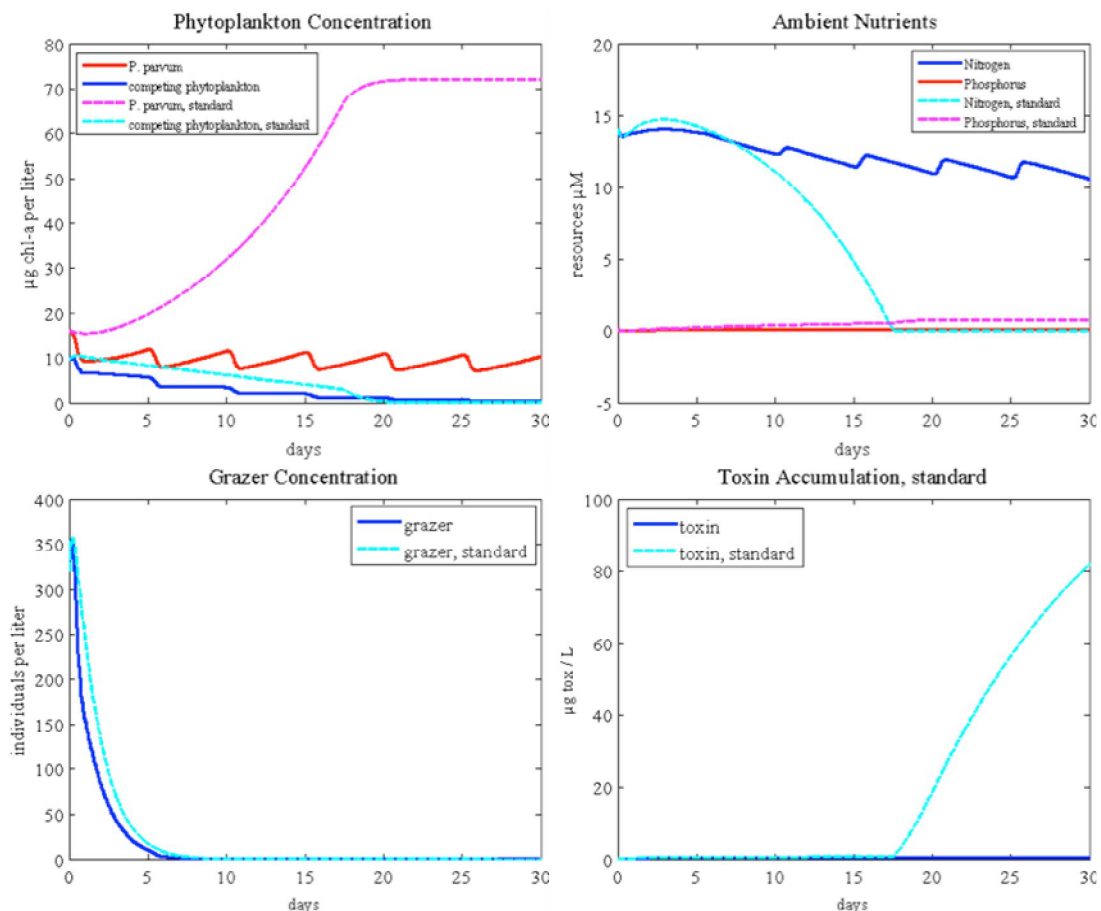 Phytoplankton Concentration
80
70
60
50
40
30
20
10
0
µg chl-a per liter
P. parvum
competing phytoplankton
P. parvum, standard
competing phytoplankton, standard
0 5 10 15 20 25 30
days
Ambient Nutrients
20
15
10
5
0
-5
resources µM
Nitrogen
Phosphorus
Nitrogen, standard
Phosphorus, standard
0 5 10 15 20 25 30
days
Grazer Concentration
400
350
300
250
200
150
100
50
0
individuals per liter
grazer
grazer, standard
0 5 10 15 20 25 30
days
Toxin Accumulation, standard
100
80
60
40
20
0
µg tox / L
toxin
toxin, standard
0 5 10 15 20 25 30
days